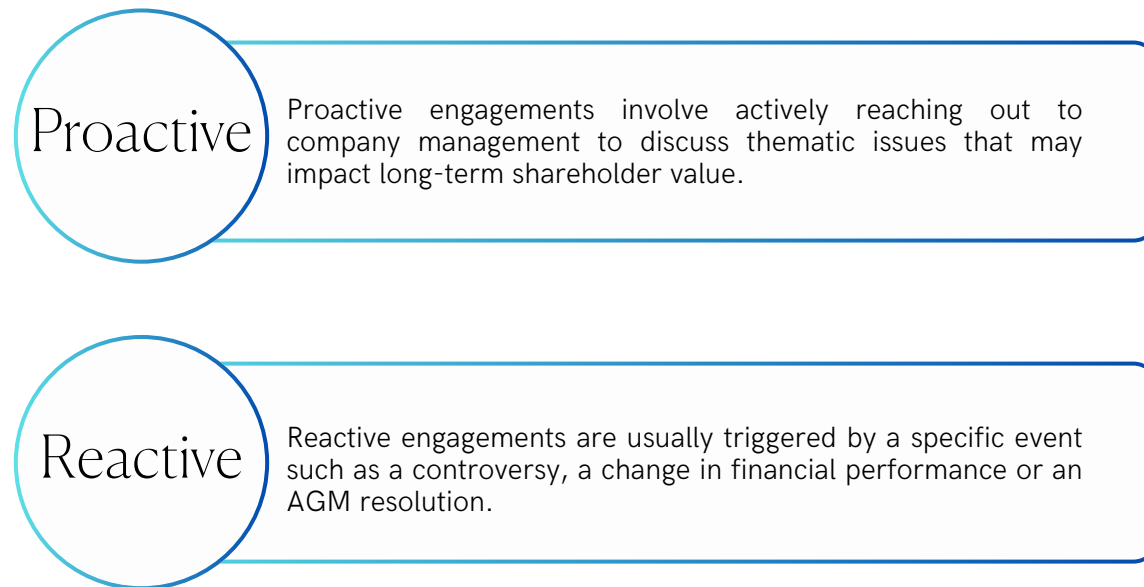 Proactive
Proactive engagements involve actively reaching out to
company management to discuss thematic issues that may
impact long-term shareholder value.
Reactive
Reactive engagements are usually triggered by a specific event
such as a controversy, a change in financial performance or an
AGM resolution.